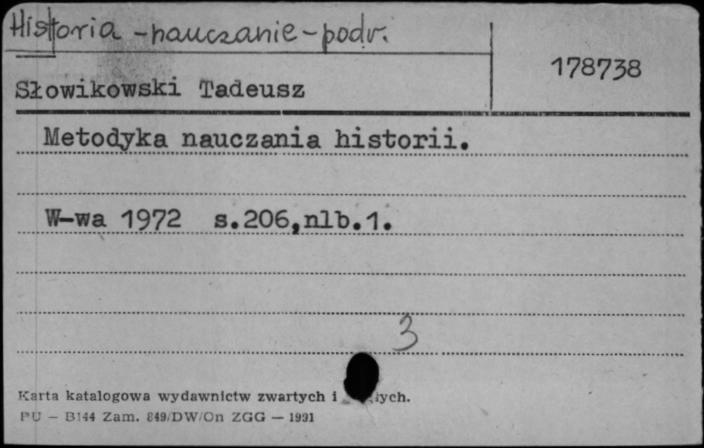 Historia - nauczanie - podr.
178738
Słowikowski Tadeusz
Metodyka nauczania historii.
W-wa 1972 s.206,nlb.1.
3
Karta katalogowa wydawnictw zwartych i
PU — B144 Zam. 849/DW/On ZGG — 1991